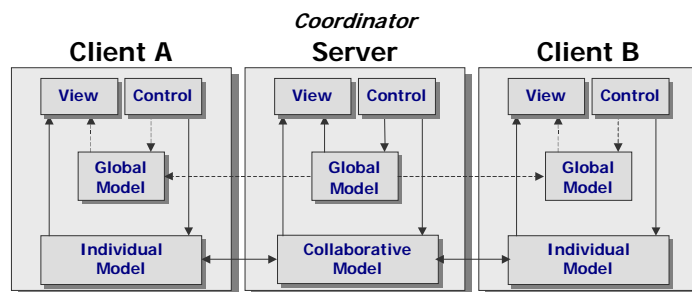 Coordinator
Client A
Server
Client B
View
Control
View
Control
View
Control
Global
Model
Global
Model
Global
Model
Individual
Model
Collaborative
Model
Individual
Model